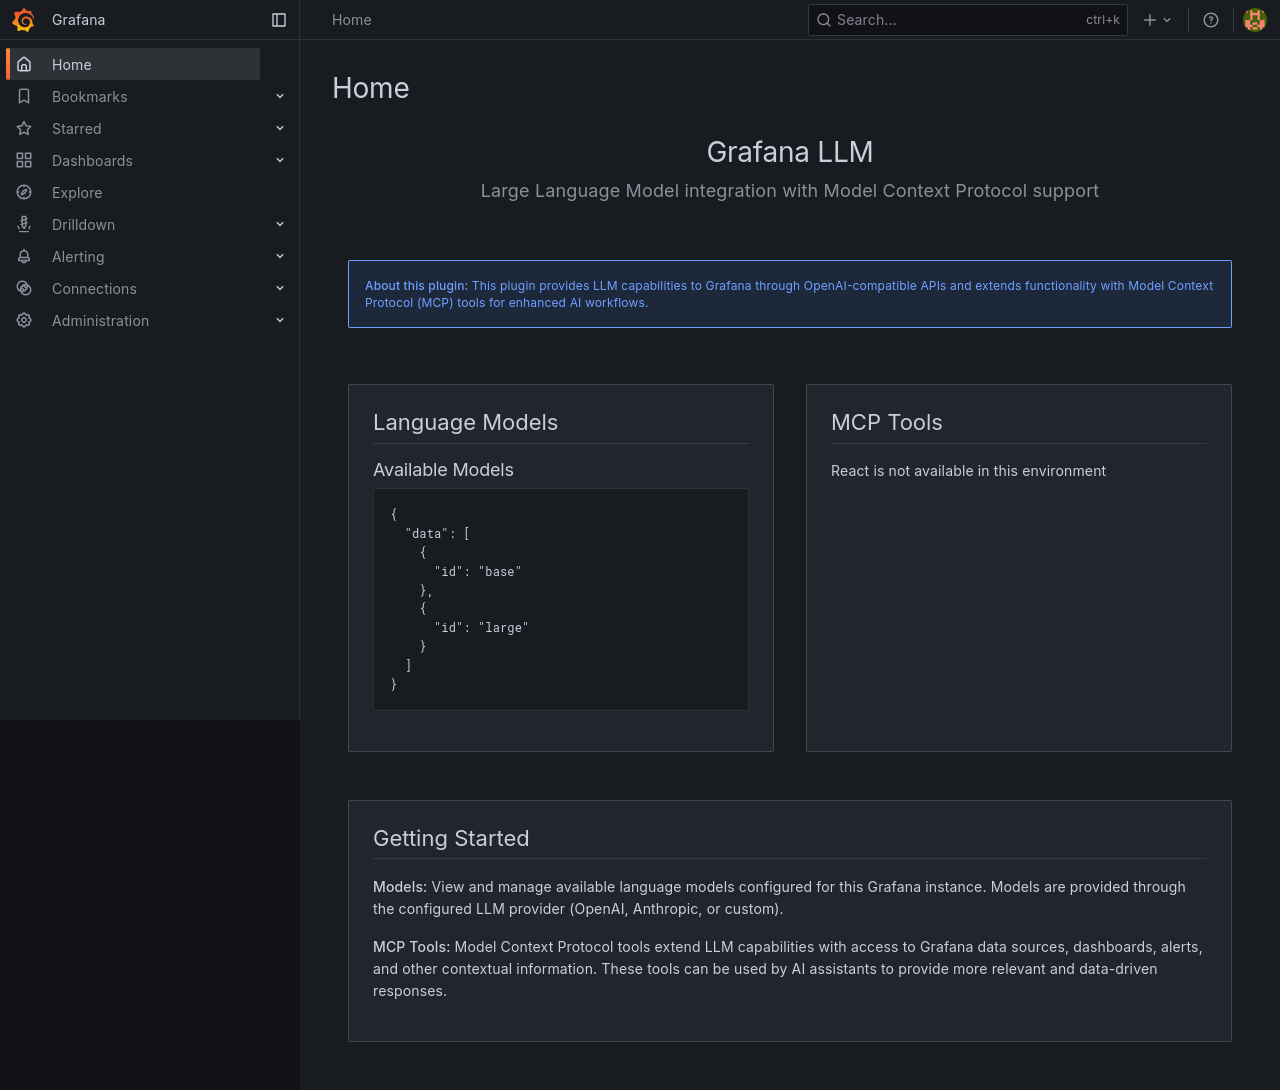 Grafana
Home
Search...
ctrl+k
Home
Bookmarks
Starred
Dashboards
Explore
Drilldown
Alerting
Connections
Administration
Home
Grafana LLM
Large Language Model integration with Model Context Protocol support
About this plugin: This plugin provides LLM capabilities to Grafana through OpenAI-compatible APIs and extends functionality with Model Context
Protocol (MCP) tools for enhanced AI workflows.
Language Models
Available Models
{
  "data": [
    {
      "id": "base"
    },
    {
      "id": "large"
    }
  ]
}
MCP Tools
React is not available in this environment
Getting Started
Models: View and manage available language models configured for this Grafana instance. Models are provided through
the configured LLM provider (OpenAI, Anthropic, or custom).
MCP Tools: Model Context Protocol tools extend LLM capabilities with access to Grafana data sources, dashboards, alerts,
and other contextual information. These tools can be used by AI assistants to provide more relevant and data-driven
responses.